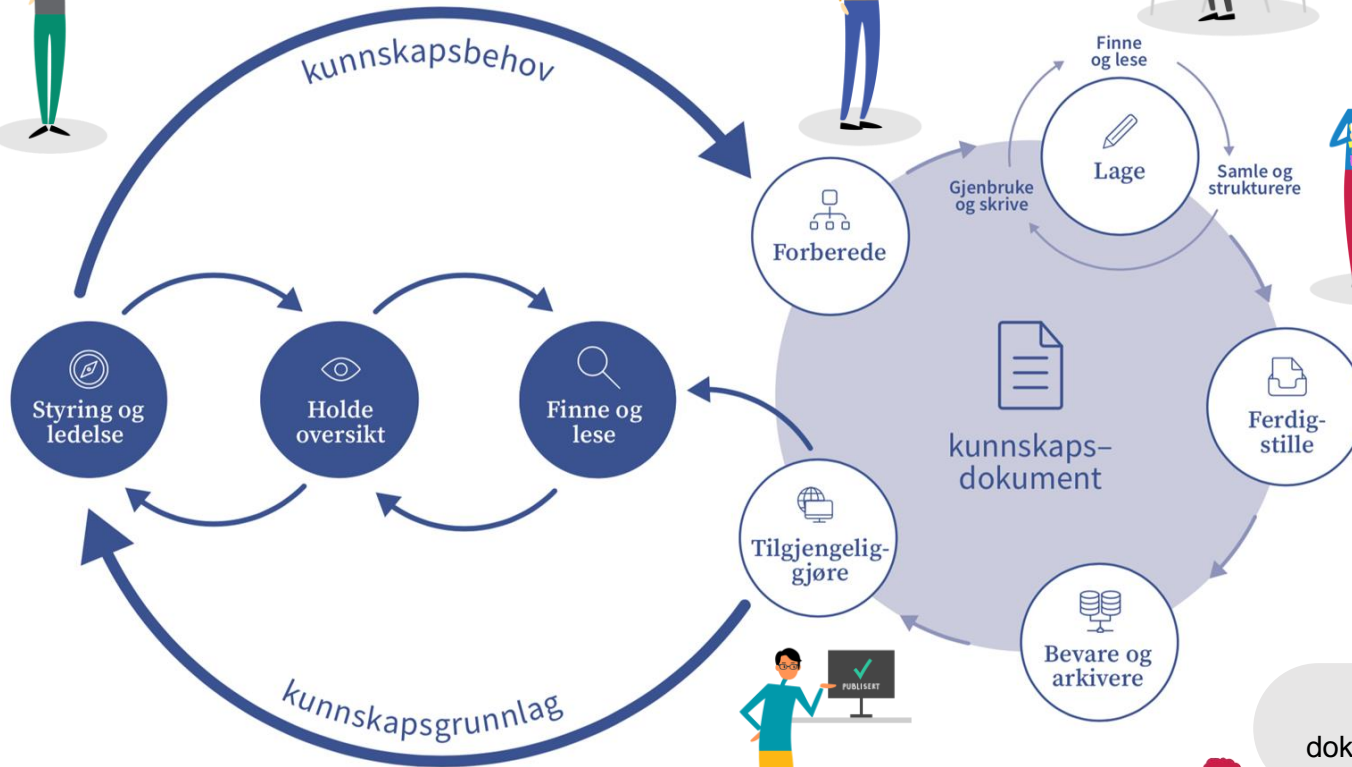 kunnskapsbehov
Finne
og lese
Lage
Gjenbruke
og skrive
Samle og
strukturere
Forberede
Styring og
ledelse
Holde
oversikt
Finne og
lese
kunnskaps–
dokument
Ferdig-
stille
Tilgjengelig-
gjøre
Bevare og
arkivere
kunnskapsgrunnlag
PUBLISERT
dok